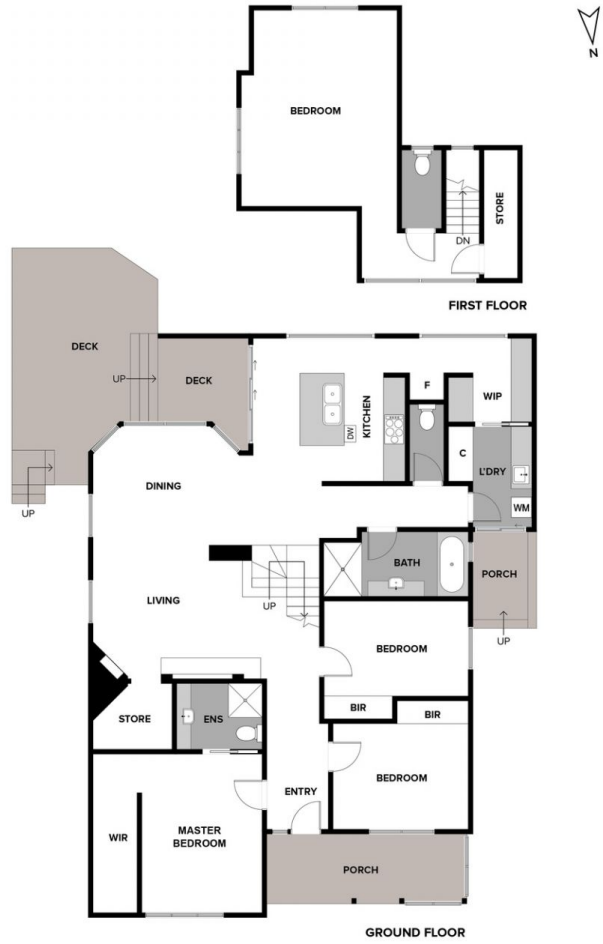 N
BEDROOM
STORE
DN
FIRST FLOOR
DECK
UP
DECK
F
WIP
KITCHEN
DW
C
L'DRY
WM
DINING
UP
BATH
PORCH
UP
LIVING
UP
BEDROOM
BIR
BIR
STORE
ENS
BEDROOM
ENTRY
WIR
MASTER
BEDROOM
PORCH
GROUND FLOOR